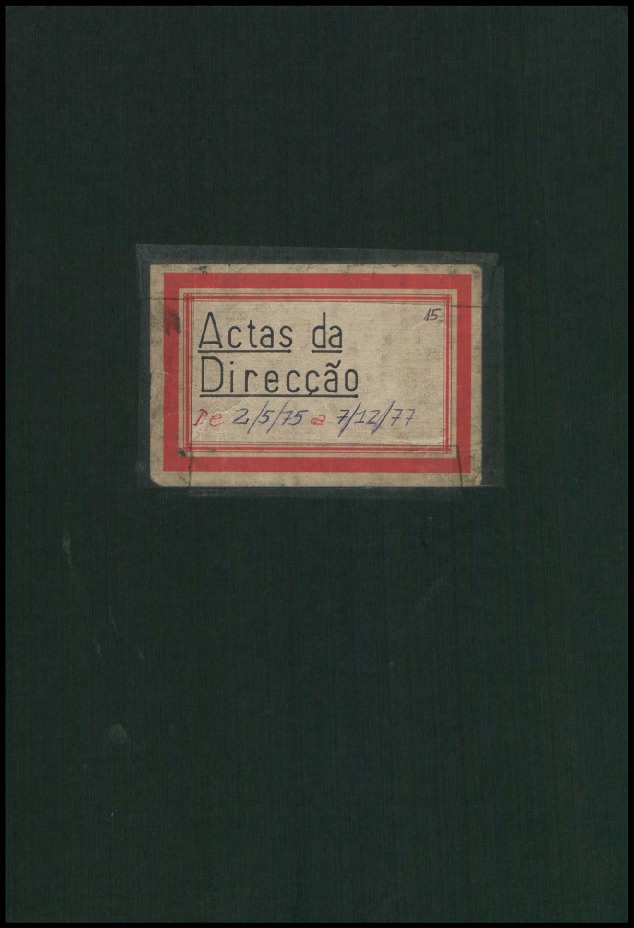 15
Actas da
Direcção
De 2/5/75 a 7/12/77